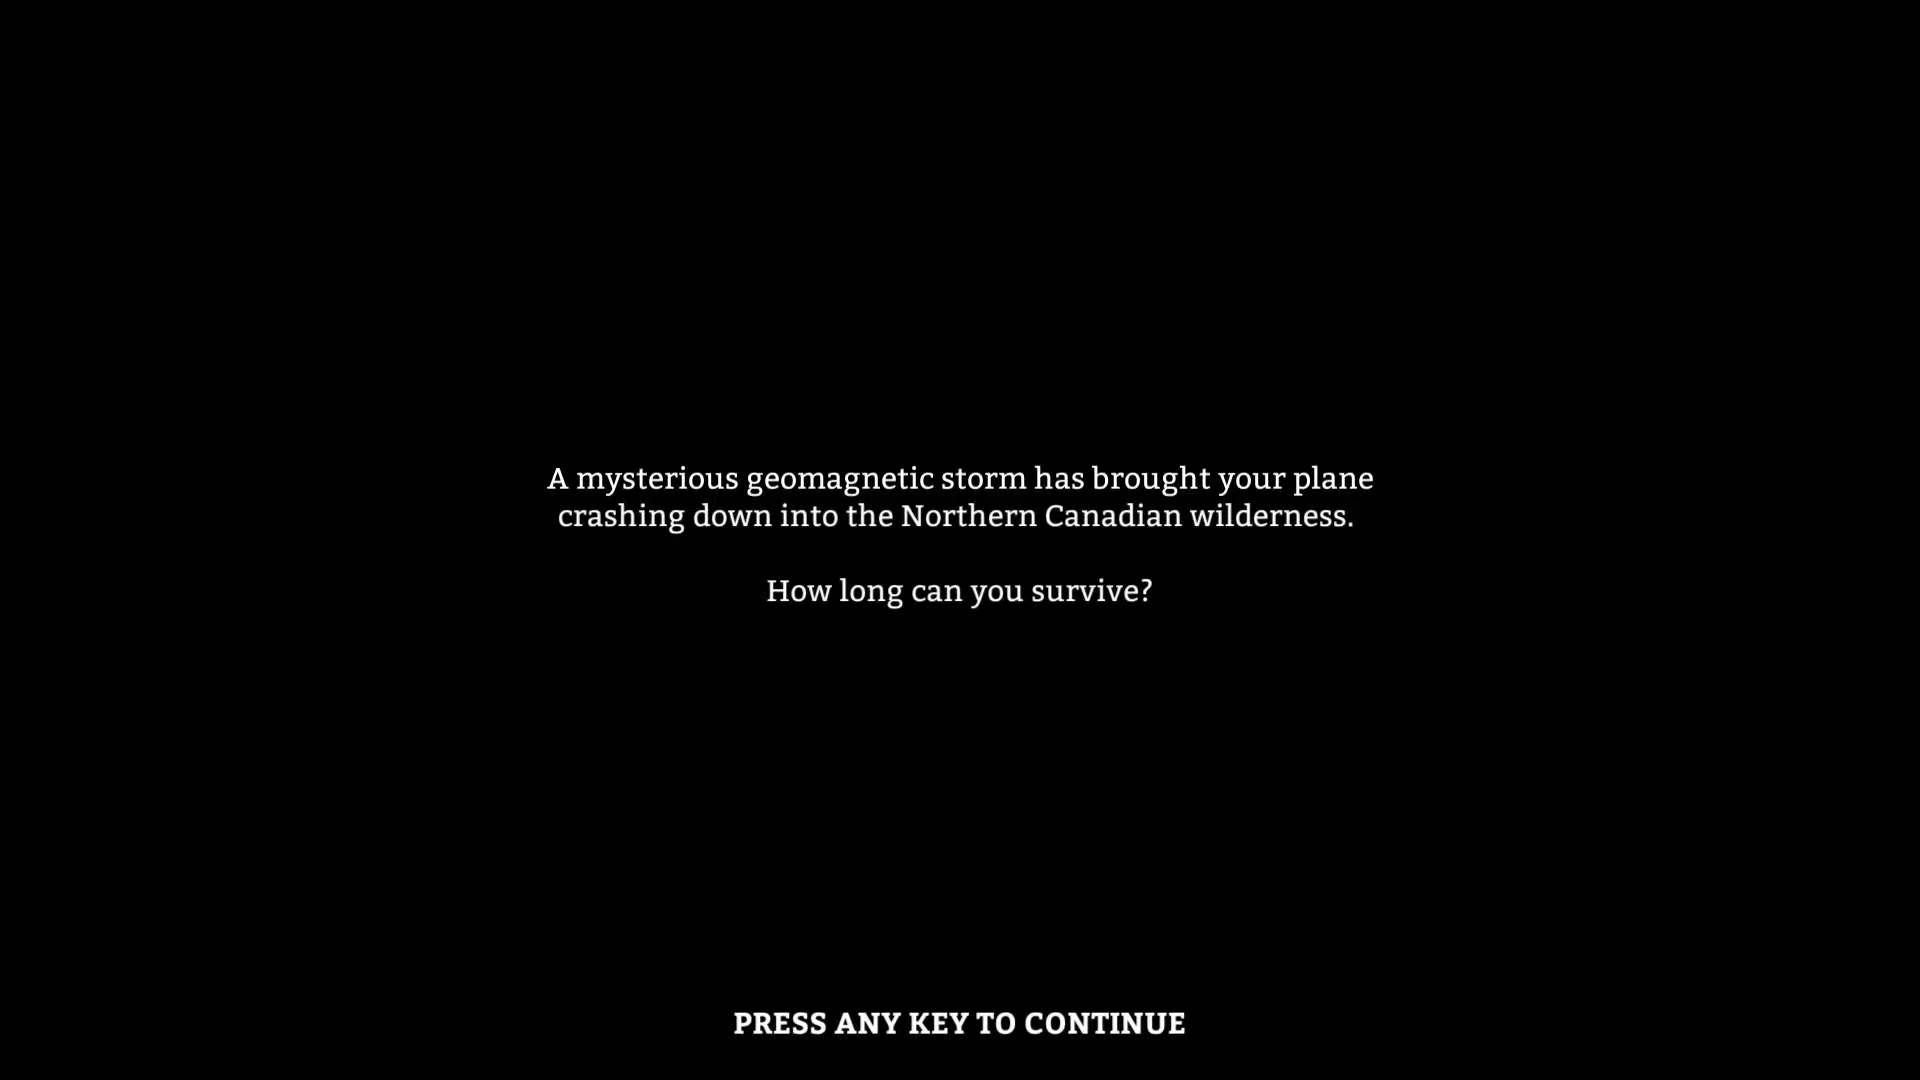 A mysterious geomagnetic storm has brought your plane
crashing down into the Northern Canadian wilderness.
How long can you survive?
PRESS ANY KEY TO CONTINUE